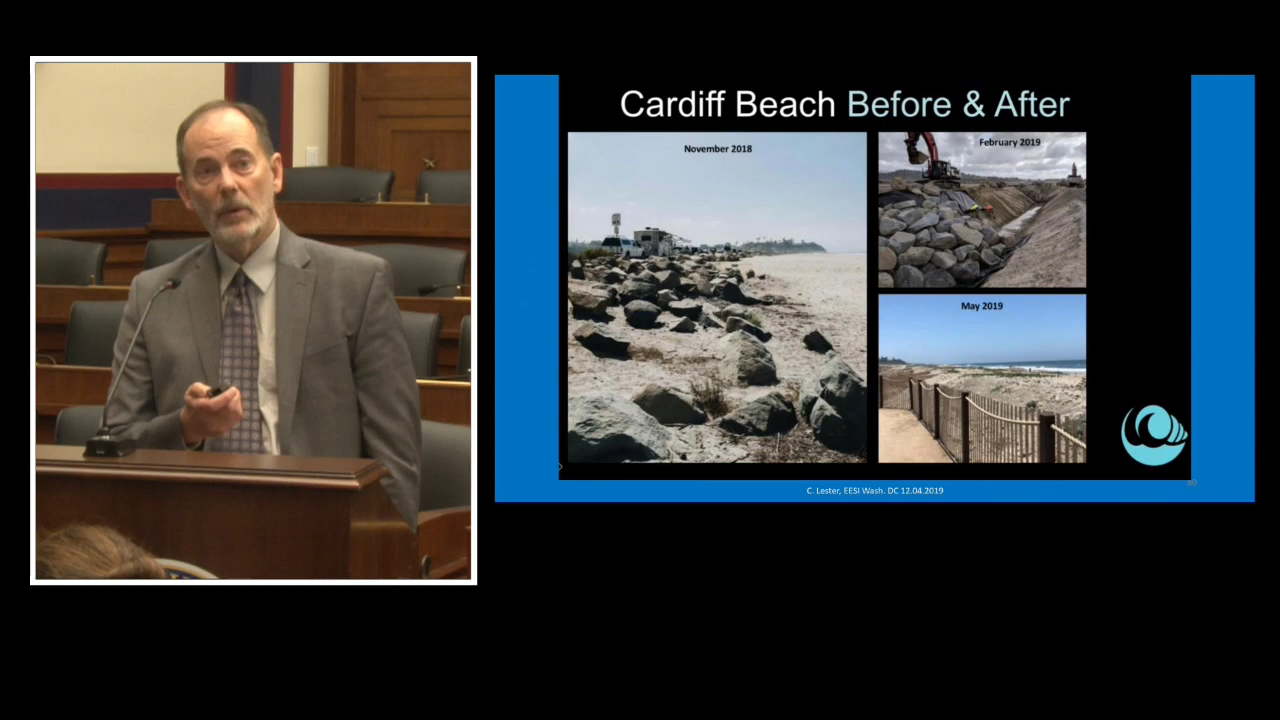 Cardiff Beach Before & After
November 2018
February 2019
May 2019
C. Lester, EESI Wash. DC 12.04.2019